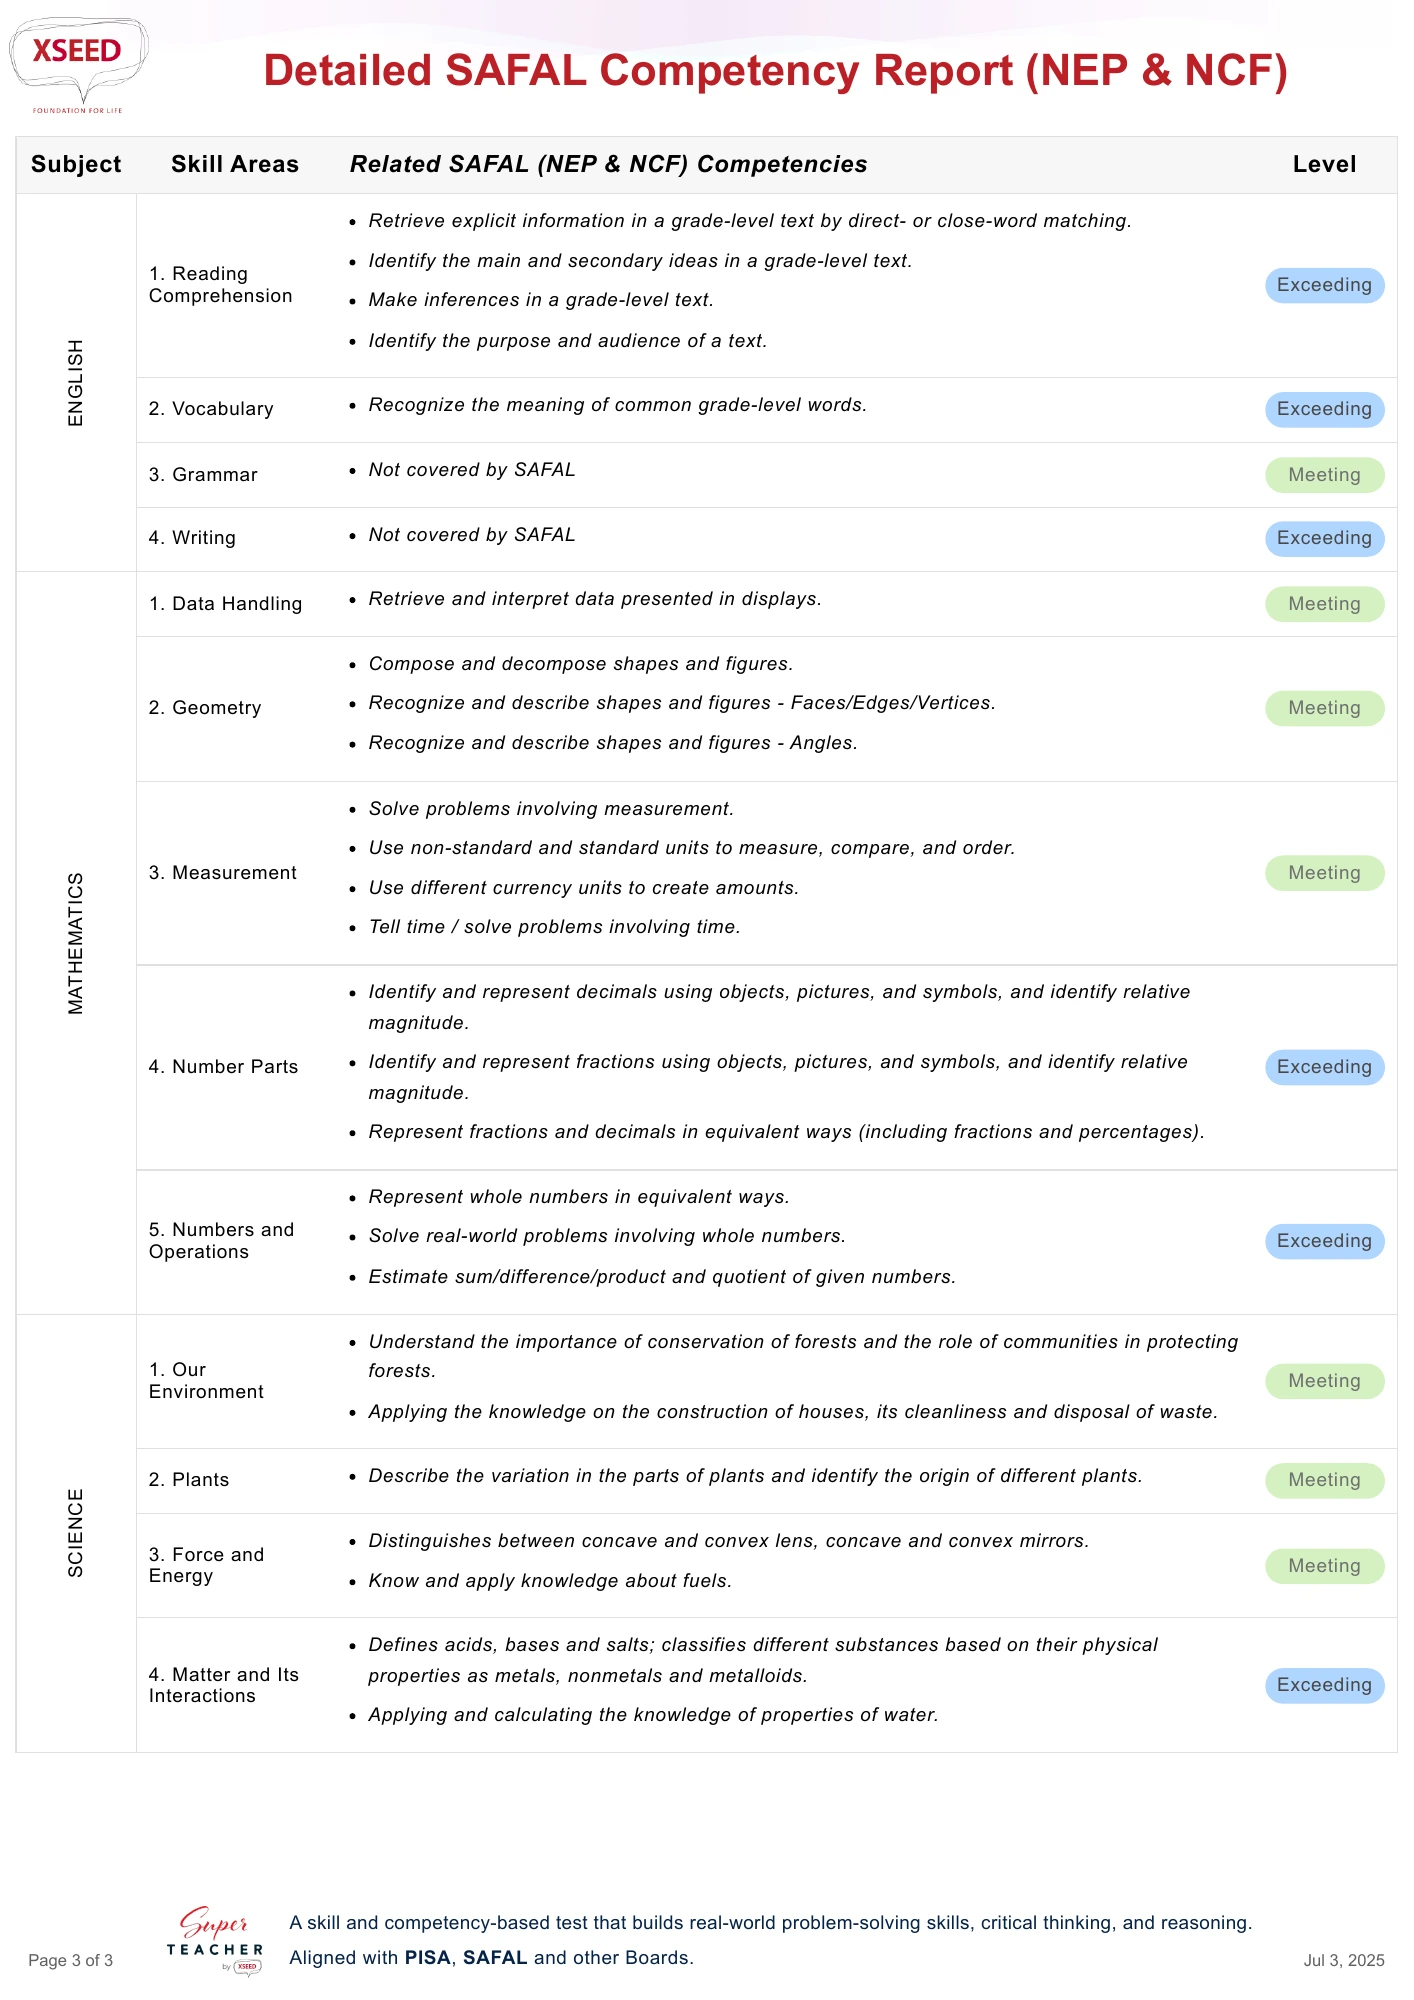 XSEED
FOUNDATION FOR LIFE
Detailed SAFAL Competency Report (NEP & NCF)
Subject Skill Areas Related SAFAL (NEP & NCF) Competencies Level
ENGLISH
1. Reading
Comprehension
• Retrieve explicit information in a grade-level text by direct- or close-word matching.
• Identify the main and secondary ideas in a grade-level text.
• Make inferences in a grade-level text.
• Identify the purpose and audience of a text.
Exceeding
2. Vocabulary
• Recognize the meaning of common grade-level words.
Exceeding
3. Grammar
• Not covered by SAFAL
Meeting
4. Writing
• Not covered by SAFAL
Exceeding
MATHEMATICS
1. Data Handling
• Retrieve and interpret data presented in displays.
Meeting
2. Geometry
• Compose and decompose shapes and figures.
• Recognize and describe shapes and figures - Faces/Edges/Vertices.
• Recognize and describe shapes and figures - Angles.
Meeting
3. Measurement
• Solve problems involving measurement.
• Use non-standard and standard units to measure, compare, and order.
• Use different currency units to create amounts.
• Tell time / solve problems involving time.
Meeting
4. Number Parts
• Identify and represent decimals using objects, pictures, and symbols, and identify relative
magnitude.
• Identify and represent fractions using objects, pictures, and symbols, and identify relative
magnitude.
• Represent fractions and decimals in equivalent ways (including fractions and percentages).
Exceeding
5. Numbers and
Operations
• Represent whole numbers in equivalent ways.
• Solve real-world problems involving whole numbers.
• Estimate sum/difference/product and quotient of given numbers.
Exceeding
SCIENCE
1. Our
Environment
• Understand the importance of conservation of forests and the role of communities in protecting
forests.
• Applying the knowledge on the construction of houses, its cleanliness and disposal of waste.
Meeting
2. Plants
• Describe the variation in the parts of plants and identify the origin of different plants.
Meeting
3. Force and
Energy
• Distinguishes between concave and convex lens, concave and convex mirrors.
• Know and apply knowledge about fuels.
Meeting
4. Matter and Its
Interactions
• Defines acids, bases and salts; classifies different substances based on their physical
properties as metals, nonmetals and metalloids.
• Applying and calculating the knowledge of properties of water.
Exceeding
Page 3 of 3
Super
TEACHER
by XSEED
A skill and competency-based test that builds real-world problem-solving skills, critical thinking, and reasoning.
Aligned with PISA, SAFAL and other Boards.
Jul 3, 2025